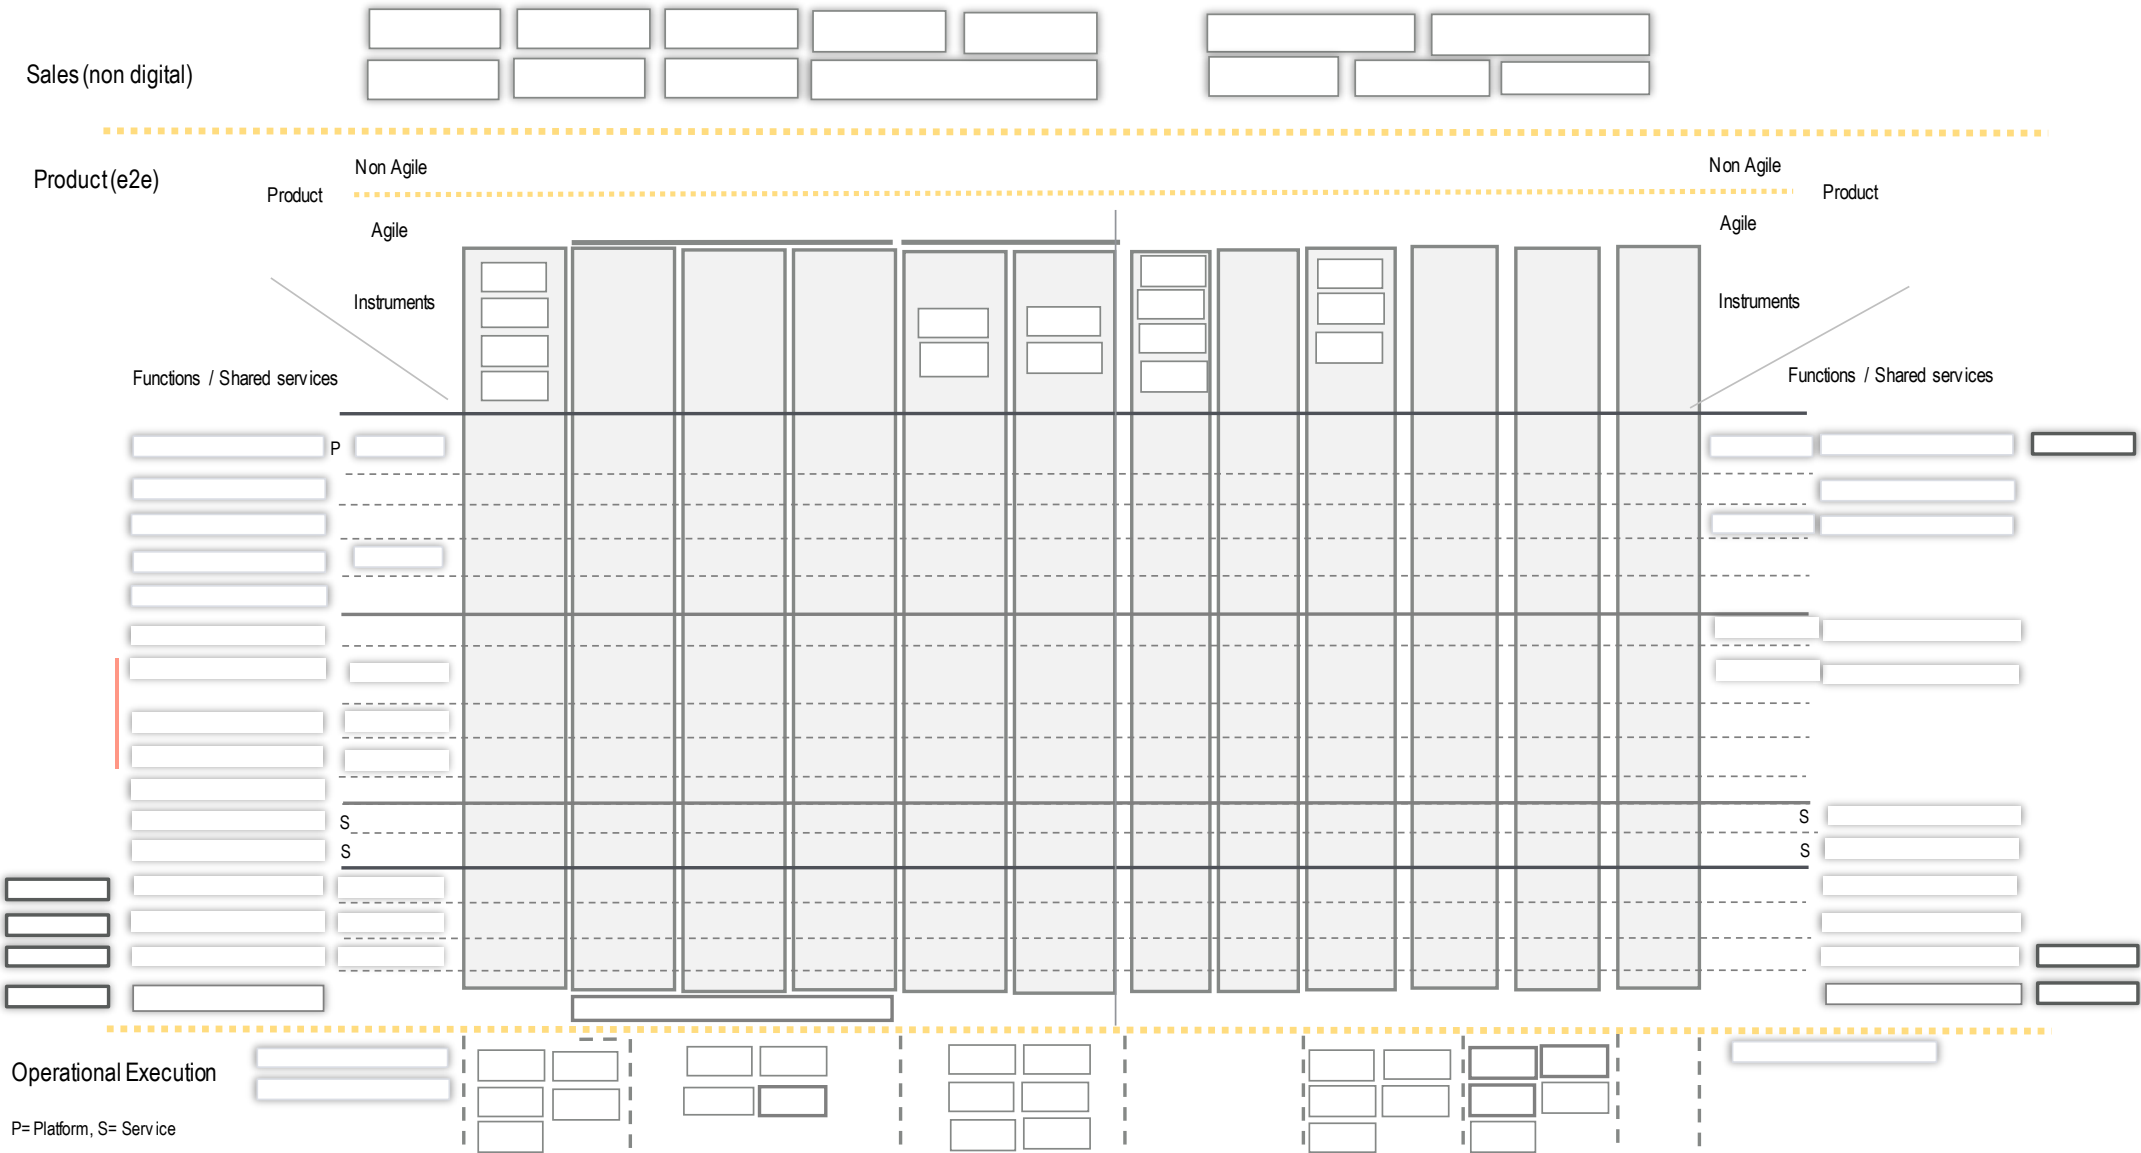 Sales (non digital)
Product (e2e)
Non Agile
Non Agile
Product
Product
Agile
Agile
Instruments
Instruments
Functions / Shared services
Functions / Shared services
P
S
S
S
S
Operational Execution
P= Platform, S= Service